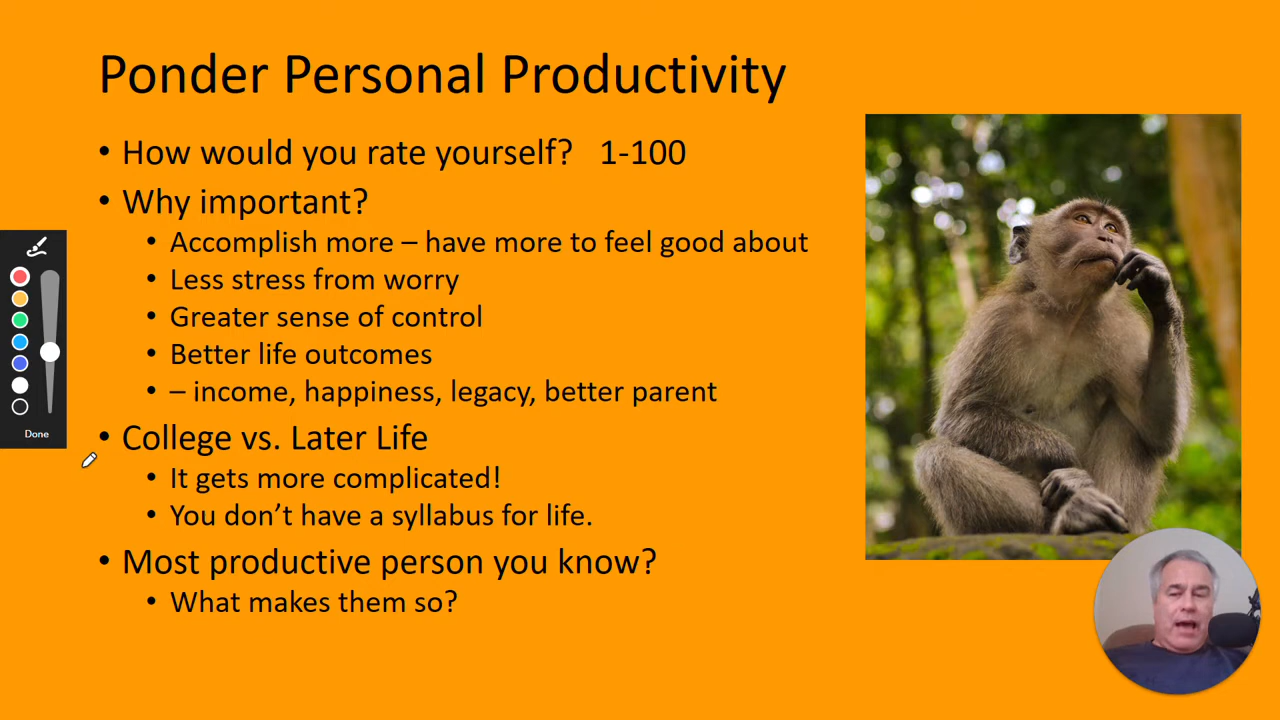 Ponder Personal Productivity
• How would you rate yourself? 1-100
• Why important?
• Accomplish more – have more to feel good about
• Less stress from worry
• Greater sense of control
• Better life outcomes
• – income, happiness, legacy, better parent
• College vs. Later Life
• It gets more complicated!
• You don’t have a syllabus for life.
• Most productive person you know?
• What makes them so?
Done